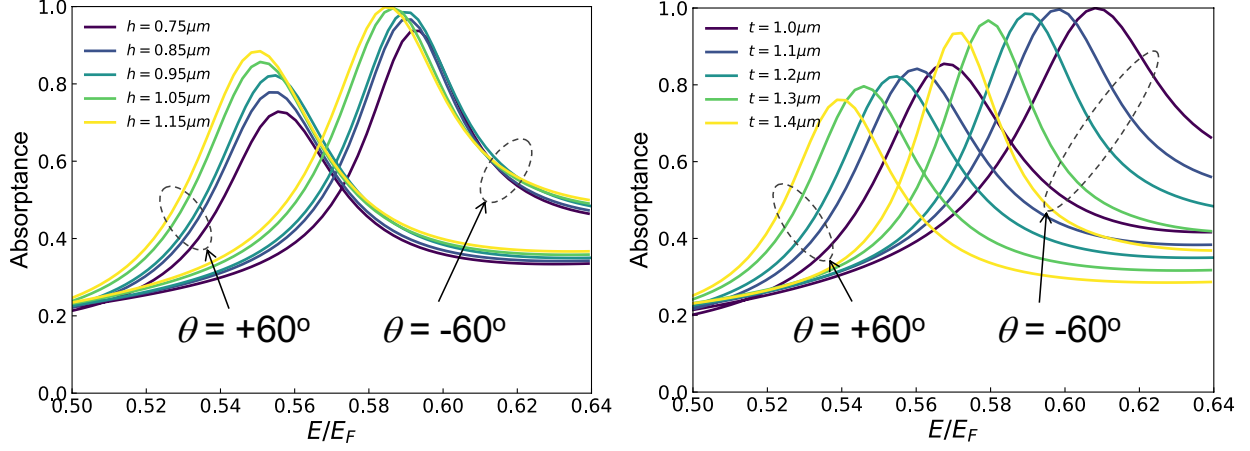 Absorptance
1.0
0.8
0.6
0.4
0.2
0.0
h = 0.75μm
h = 0.85μm
h = 0.95μm
h = 1.05μm
h = 1.15μm
θ = +60º
θ = -60º
0.50 0.52 0.54 0.56 0.58 0.60 0.62 0.64
E/E_F
Absorptance
1.0
0.8
0.6
0.4
0.2
0.0
t = 1.0μm
t = 1.1μm
t = 1.2μm
t = 1.3μm
t = 1.4μm
θ = +60º
θ = -60º
0.50 0.52 0.54 0.56 0.58 0.60 0.62 0.64
E/E_F